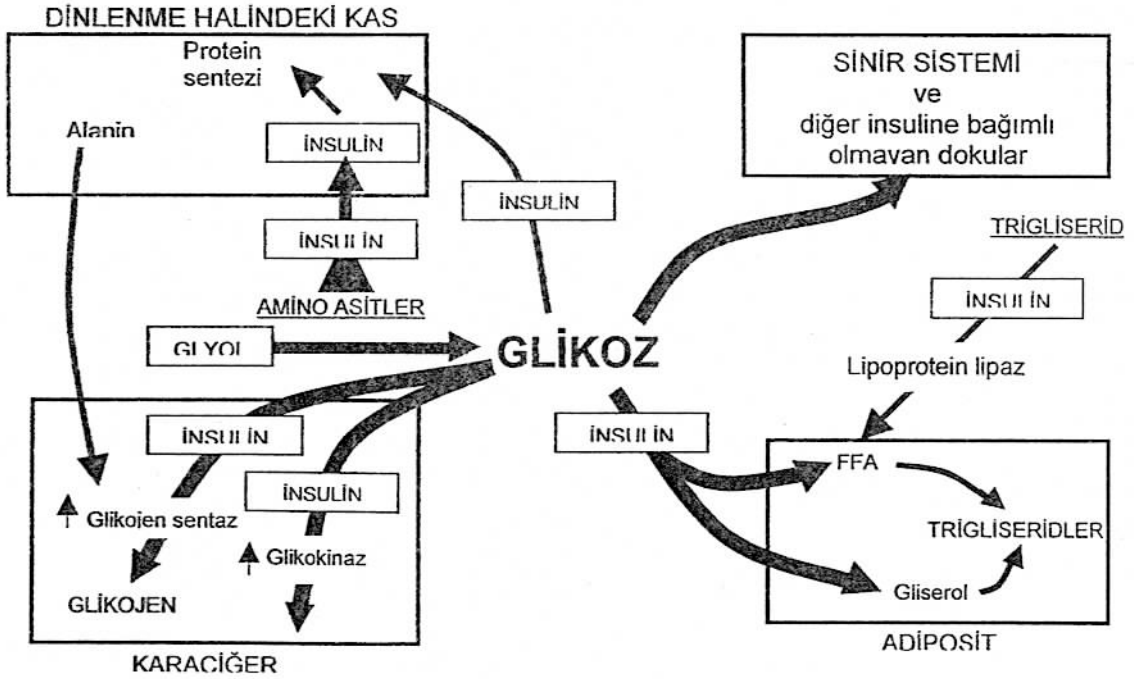 DİNLENME HALİNDEKİ KAS
Protein
sentezi
Alanin
İNSULİN
İNSULİN
AMİNO ASİTLER
İNSULİN
SİNİR SİSTEMİ
ve
diğer insuline bağımlı
olmavan dokular
TRİGLİSERİD
İNSULİN
Lipoprotein lipaz
GLİKOZ
İNSULİN
İNSULİN
Glikojen sentaz
Glikokinaz
GLİKOJEN
KARACİĞER
İNSULİN
FFA
TRİGLİSERİDLER
Gliserol
ADİPOSİT